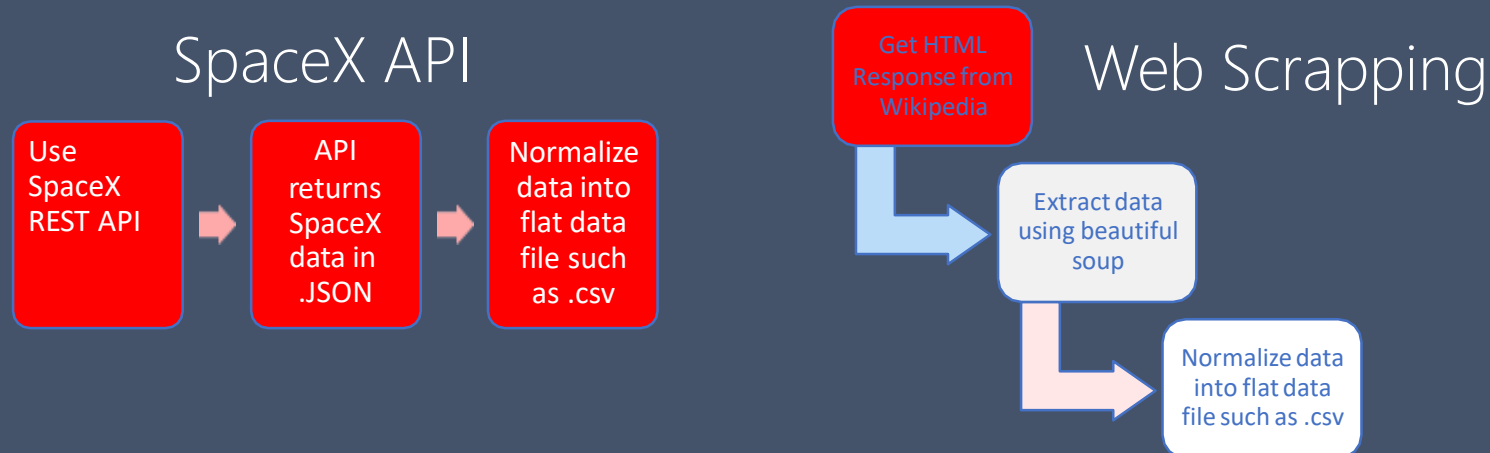 SpaceX API
Use
SpaceX
REST API
API
returns
SpaceX
data in
.JSON
Normalize
data into
flat data
file such
as .csv
Web Scrapping
Get HTML
Response from
Wikipedia
Extract data
using beautiful
soup
Normalize data
into flat data
file such as .csv